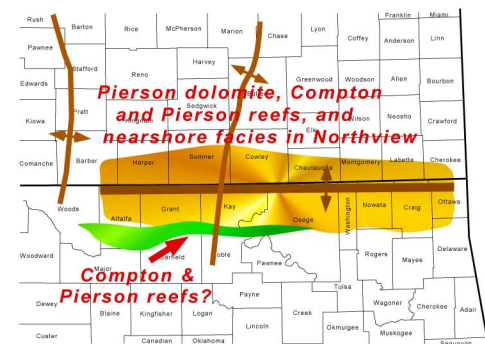 Rush Barton Rice McPherson Marion Chase Lyon Coffey Franklin Miami
Anderson Linn
Pawnee Stafford Reno Harvey Greenwood Woodson Allen Bourbon
Edwards
Pierson dolomite, Compton
Kiowa Pratt Sedgwick Wilson Neosho Crawford
and Pierson reefs, and
nearshore facies in Northview
Elk
Comanche Barber Harper Sumner Cowley Chautauqua Montgomery Labette Cherokee
Woods Alfalfa Grant Kay Osage Washington Nowata Craig Ottawa
Woodward Major Garfield Noble Pawnee Rogers Mayes Delaware
Compton &
Pierson reefs?
Dewey Blaine Kingfisher Logan Payne Creek Tulsa Wagoner Cherokee Adair
Custer Canadian Oklahoma Lincoln Okmulgee Muskogee Sequoyah